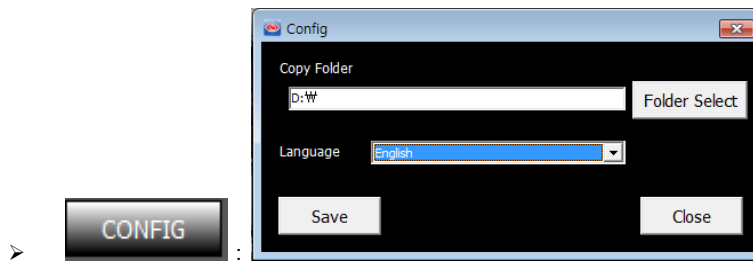 Config
Copy Folder
D:₩
Folder Select
Language
English
Save
Close
➢ CONFIG :